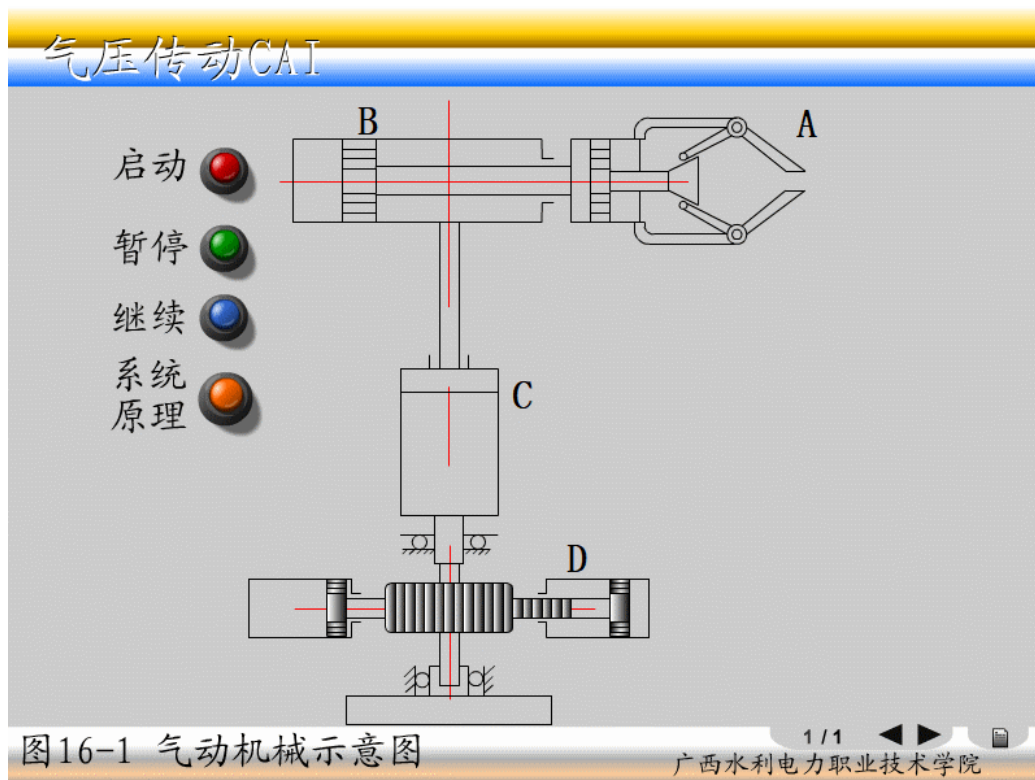 气压传动CAI
B
A
启动
暂停
继续
系统
原理
C
D
1/1
图16-1 气动机械示意图
广西水利电力职业技术学院